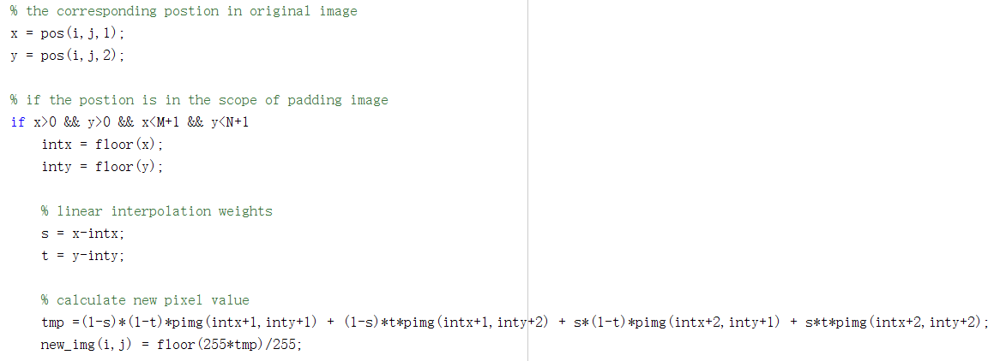 % the corresponding postion in original image
x = pos(i,j,1);
y = pos(i,j,2);
% if the postion is in the scope of padding image
if x>0 && y>0 && x<M+1 && y<N+1
intx = floor(x);
inty = floor(y);
% linear interpolation weights
s = x-intx;
t = y-inty;
% calculate new pixel value
tmp =(1-s)*(1-t)*pimg(intx+1,inty+1) + (1-s)*t*pimg(intx+1,inty+2) + s*(1-t)*pimg(intx+2,inty+1) + s*t*pimg(intx+2,inty+2);
new_img(i,j) = floor(255*tmp)/255;